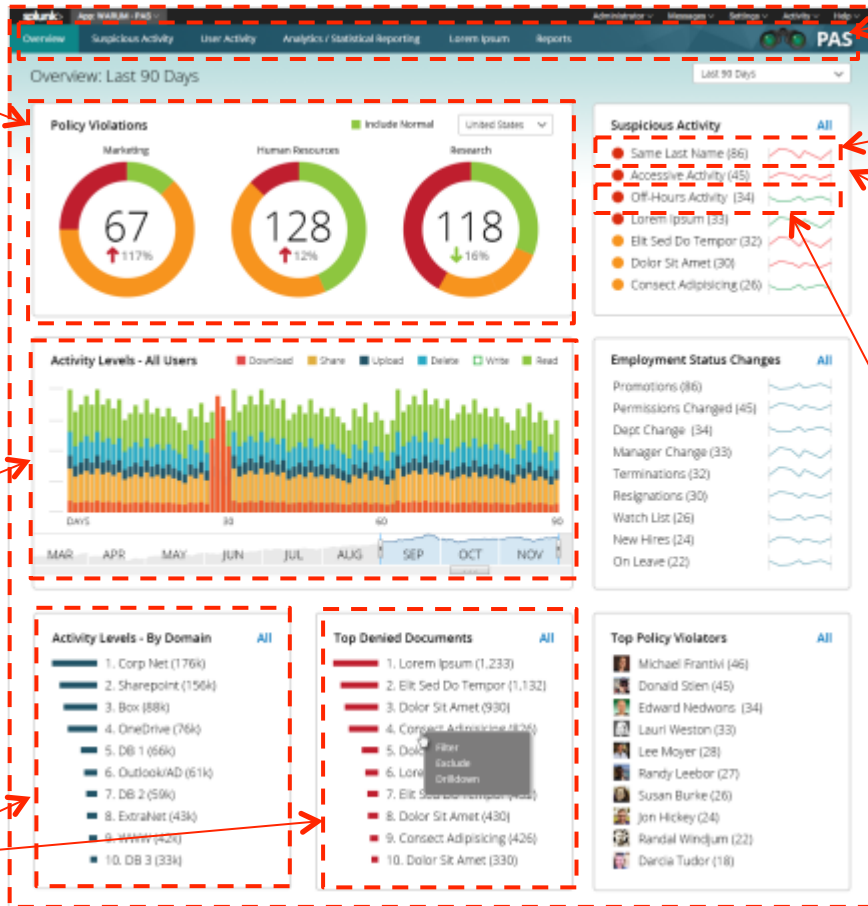 splunk> App: WARUM - PAS Administrator Messages Settings Activity Help
Overview Suspicious Activity User Activity Analytics / Statistical Reporting Lorem Ipsum Reports PAS
Overview: Last 90 Days Last 90 Days
Policy Violations Include Normal United States
Marketing Human Resources Research
67 128 118
117% 12% 16%
Suspicious Activity All
Same Last Name (86)
Accessive Activity (45)
Off-Hours Activity (34)
Lorem Ipsum (33)
Elit Sed Do Tempor (32)
Dolor Sit Amet (30)
Consect Adipisicing (26)
Activity Levels - All Users Download Share Upload Delete Write Read
DAYS 30 60 90
MAR APR MAY JUN JUL AUG SEP OCT NOV
Employment Status Changes All
Promotions (86)
Permissions Changed (45)
Dept Change (34)
Manager Change (33)
Terminations (32)
Resignations (30)
Watch List (26)
New Hires (24)
On Leave (22)
Activity Levels - By Domain All
1. Corp Net (176k)
2. Sharepoint (156k)
3. Box (88k)
4. OneDrive (76k)
5. DB 1 (66k)
6. Outlook/AD (61k)
7. DB 2 (59k)
8. ExtraNet (43k)
9. WWW (42k)
10. DB 3 (33k)
Top Denied Documents All
1. Lorem Ipsum (1,233)
2. Elit Sed Do Tempor (1,132)
3. Dolor Sit Amet (930)
4. Consect Adipisicing (826)
5.
6.
7. Elit
8. Dolor Sit Amet (430)
9. Consect Adipisicing (426)
10. Dolor Sit Amet (330)
Filter
Exclude
Drilldown
Top Policy Violators All
Michael Frantivi (46)
Donald Stien (45)
Edward Nedwons (34)
Lauri Weston (33)
Lee Moyer (28)
Randy Leebor (27)
Susan Burke (26)
Jon Hickey (24)
Randal Windjum (22)
Darcia Tudor (18)